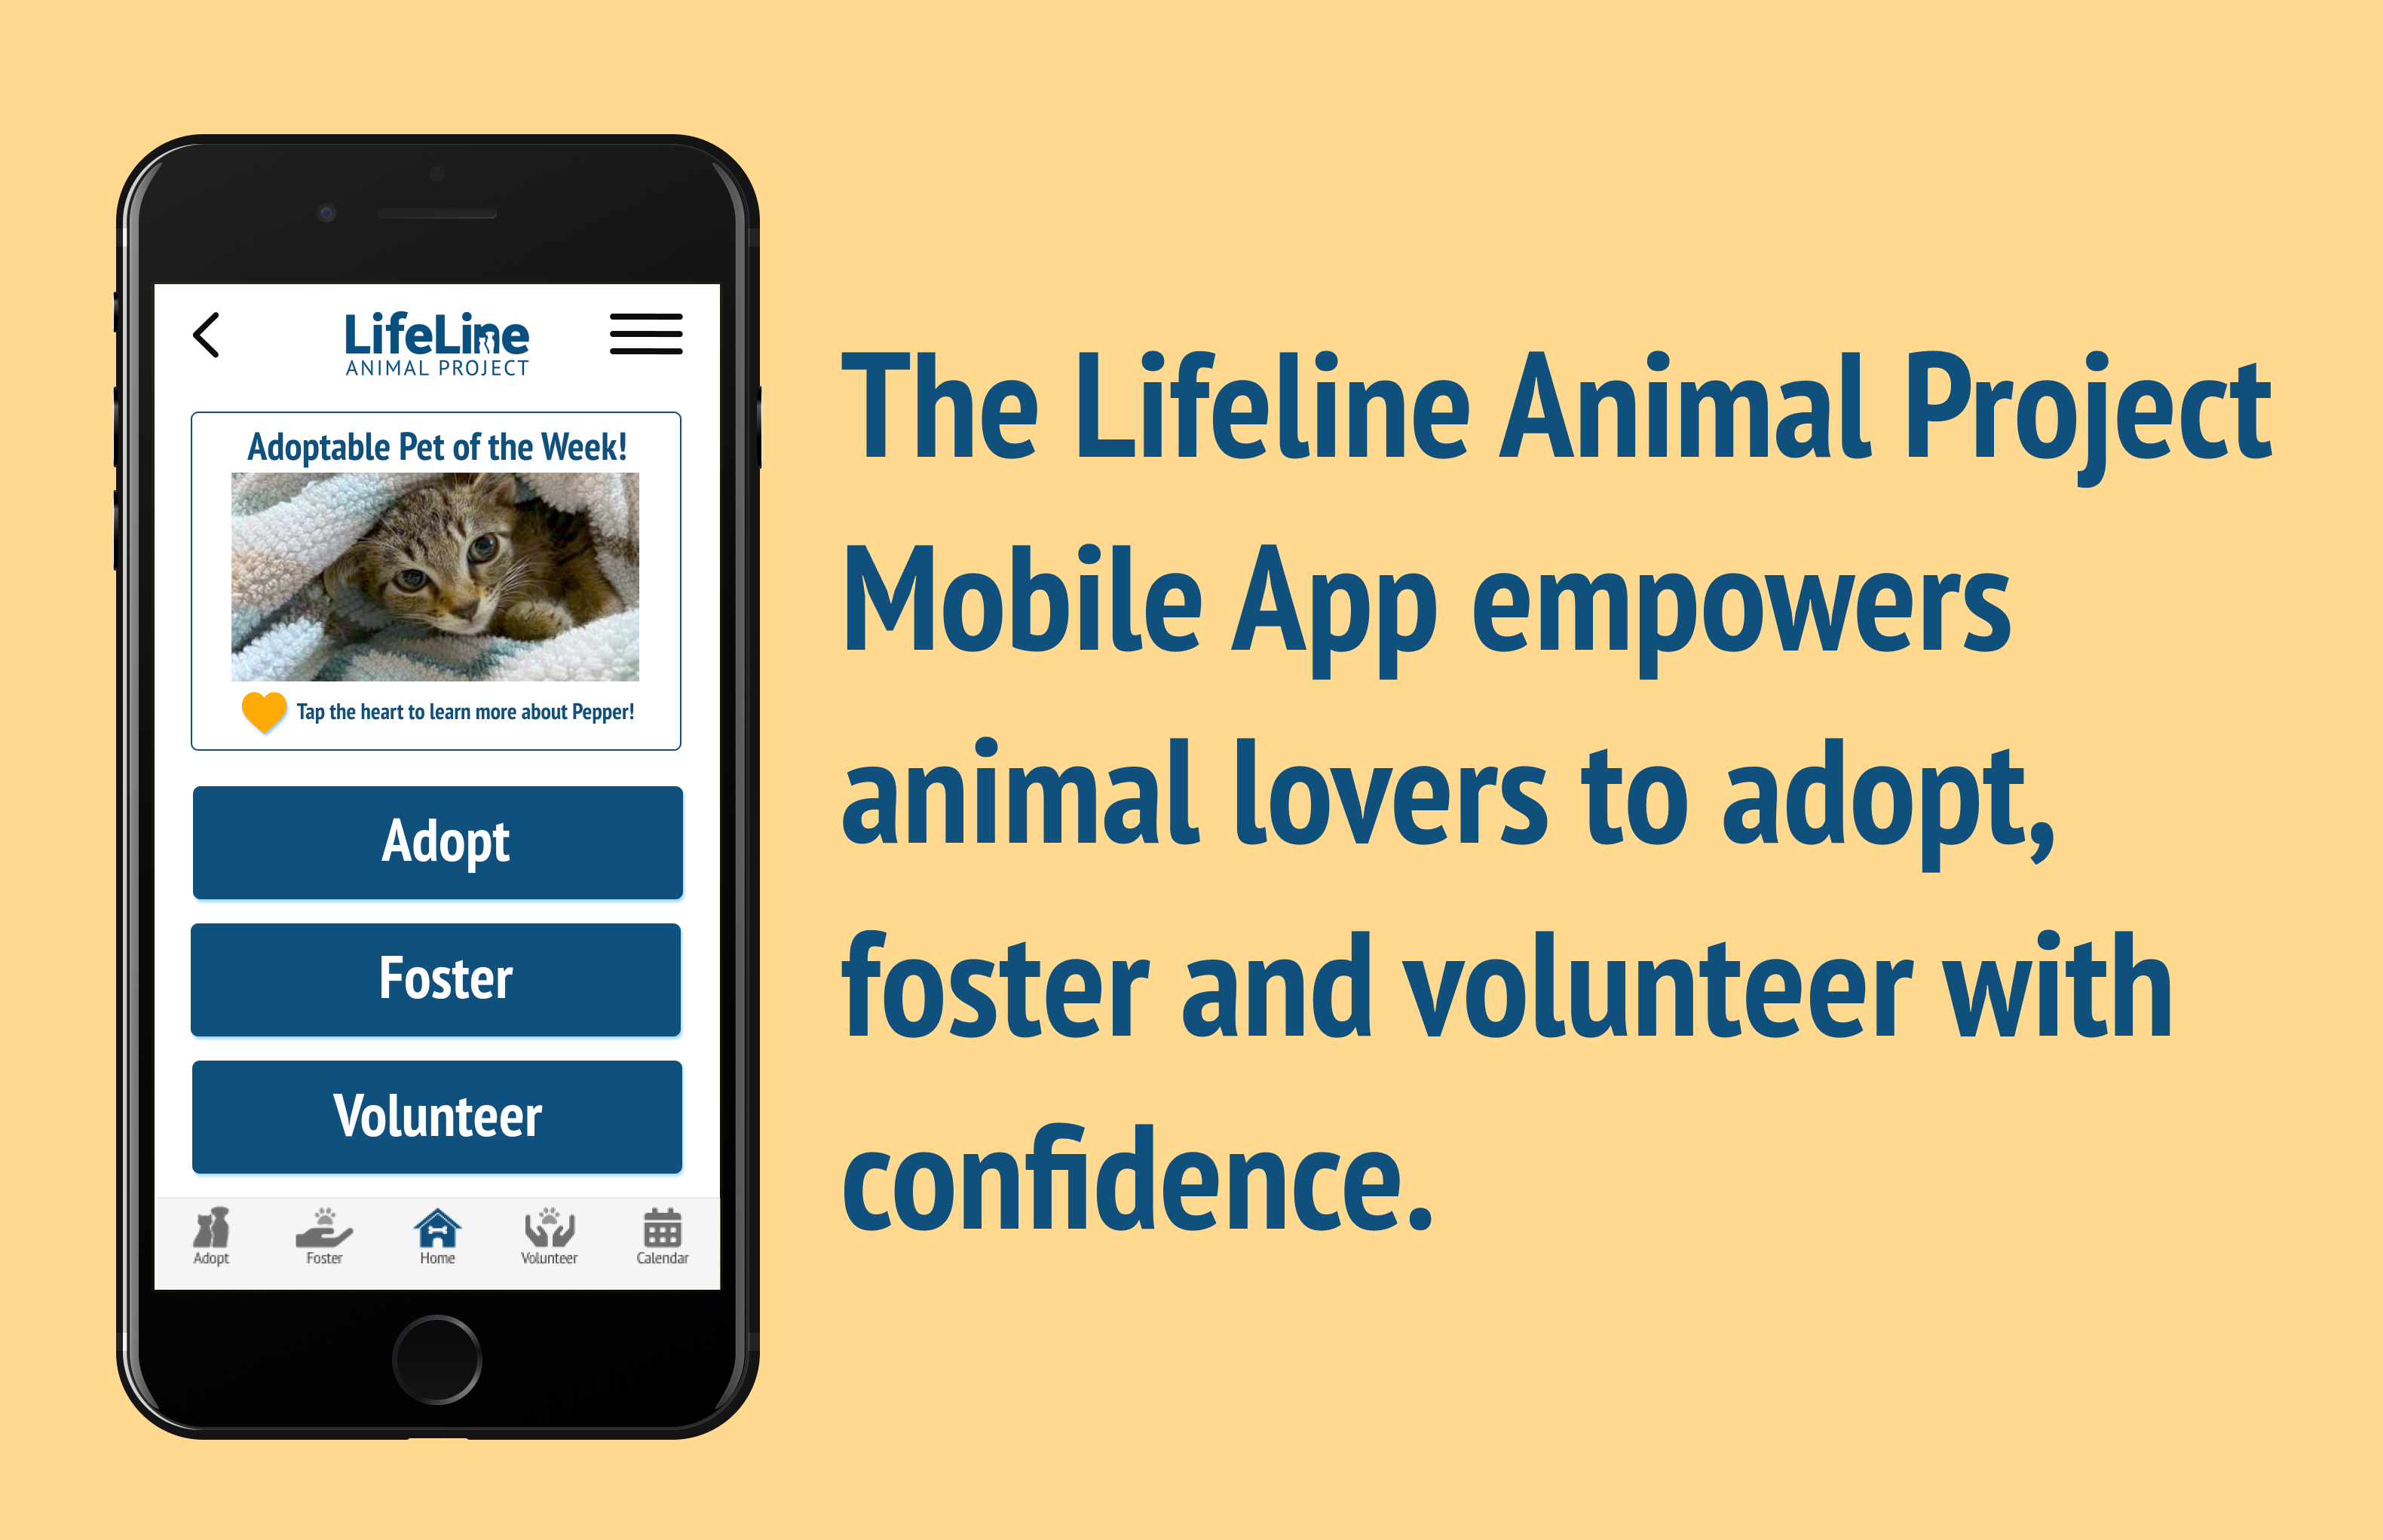 LifeLine
ANIMAL PROJECT
Adoptable Pet of the Week!
Tap the heart to learn more about Pepper!
Adopt
Foster
Volunteer
Adopt Foster Home Volunteer Calendar
The Lifeline Animal Project
Mobile App empowers
animal lovers to adopt,
foster and volunteer with
confidence.